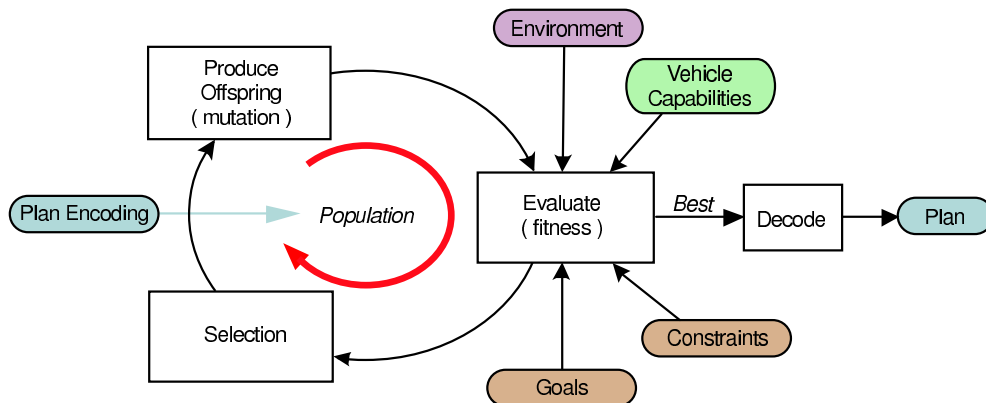 Environment
Produce
Offspring
( mutation )
Vehicle
Capabilities
Plan Encoding
Population
Evaluate
( fitness )
Best
Decode
Plan
Selection
Constraints
Goals